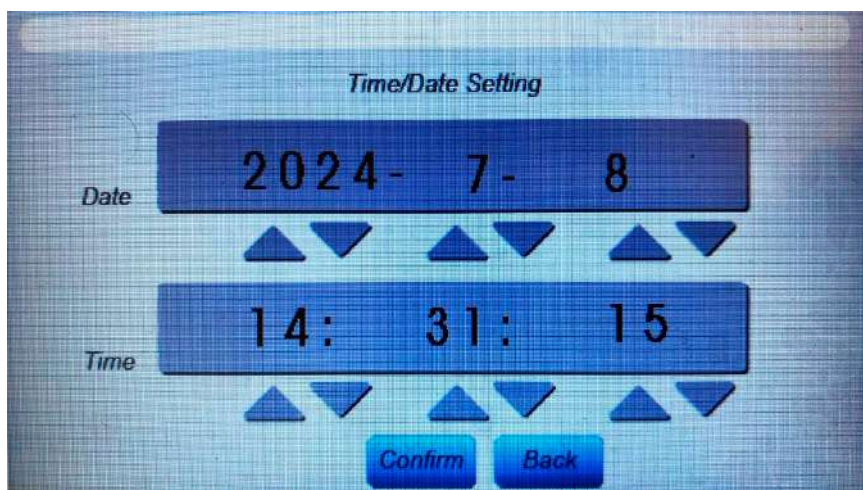 Time/Date Setting
Date 2024- 7- 8
Time 14: 31: 15
Confirm Back